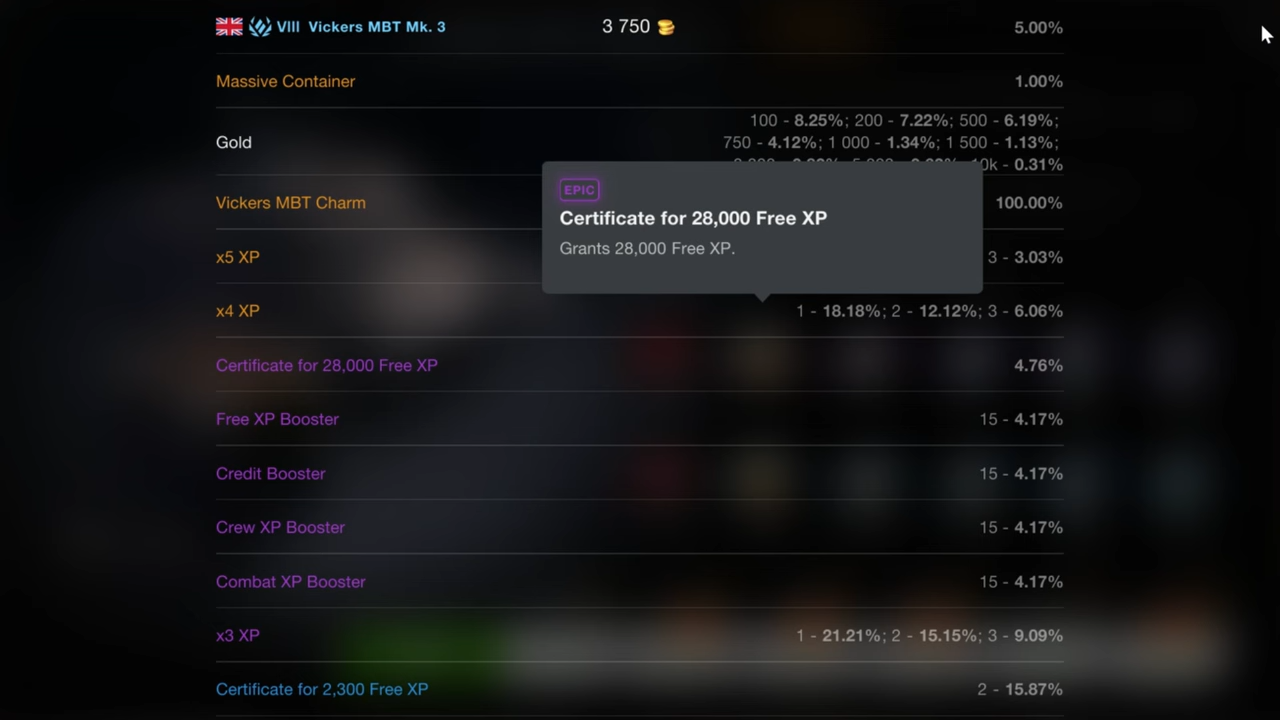 VIII Vickers MBT Mk. 3 3 750 5.00%
Massive Container 1.00%
100 - 8.25%; 200 - 7.22%; 500 - 6.19%;
Gold 750 - 4.12%; 1 000 - 1.34%; 1 500 - 1.13%;
10k - 0.31%
EPIC
Certificate for 28,000 Free XP
Grants 28,000 Free XP.
Vickers MBT Charm 100.00%
x5 XP 3 - 3.03%
x4 XP 1 - 18.18%; 2 - 12.12%; 3 - 6.06%
Certificate for 28,000 Free XP 4.76%
Free XP Booster 15 - 4.17%
Credit Booster 15 - 4.17%
Crew XP Booster 15 - 4.17%
Combat XP Booster 15 - 4.17%
x3 XP 1 - 21.21%; 2 - 15.15%; 3 - 9.09%
Certificate for 2,300 Free XP 2 - 15.87%